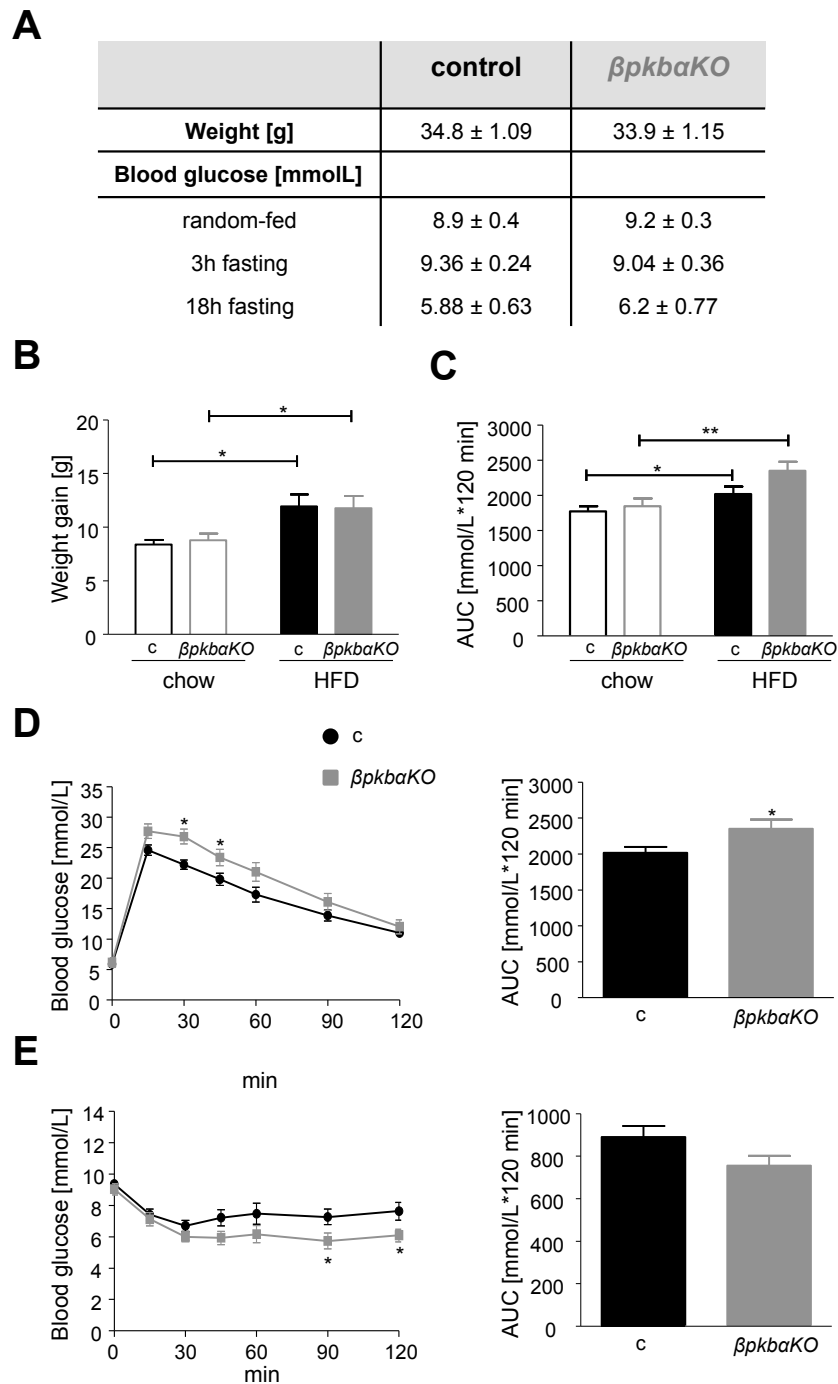 A
control βpkbαKO
Weight [g] 34.8 ± 1.09 33.9 ± 1.15
Blood glucose [mmolL]
random-fed 8.9 ± 0.4 9.2 ± 0.3
3h fasting 9.36 ± 0.24 9.04 ± 0.36
18h fasting 5.88 ± 0.63 6.2 ± 0.77
B
Weight gain [g]
20
15
10
5
0
*
*
c βpkbαKO c βpkbαKO
chow HFD
C
AUC [mmol/L*120 min]
3000
2500
2000
1500
1000
500
0
**
*
c βpkbαKO c βpkbαKO
chow HFD
D
c
βpkbαKO
Blood glucose [mmol/L]
35
30
25
20
15
10
5
0
* *
0 30 60 90 120
min
AUC [mmol/L*120 min]
3000
2500
2000
1500
1000
500
0
*
c βpkbαKO
E
Blood glucose [mmol/L]
14
12
10
8
6
4
2
0
* *
0 30 60 90 120
min
AUC [mmol/L*120 min]
1000
800
600
400
200
0
c βpkbαKO